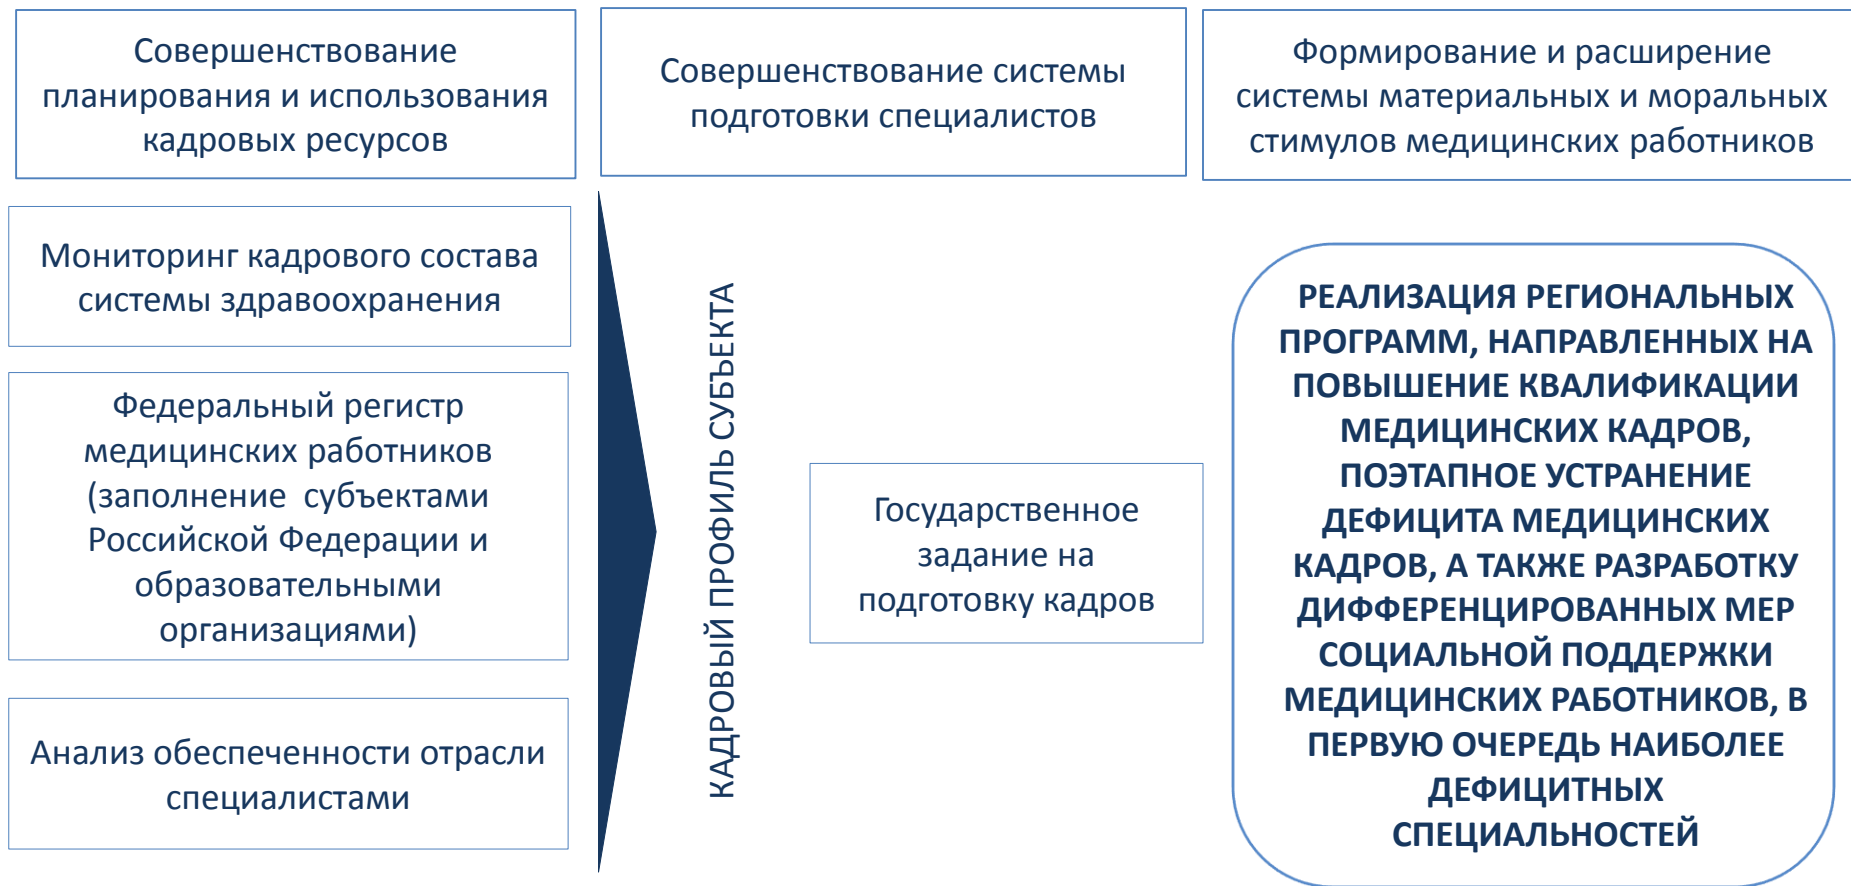 Совершенствование
планирования и использования
кадровых ресурсов
Совершенствование системы
подготовки специалистов
Формирование и расширение
системы материальных и моральных
стимулов медицинских работников
Мониторинг кадрового состава
системы здравоохранения
Федеральный регистр
медицинских работников
(заполнение субъектами
Российской Федерации и
образовательными
организациями)
Анализ обеспеченности отрасли
специалистами
КАДРОВЫЙ ПРОФИЛЬ СУБЪЕКТА
Государственное
задание на
подготовку кадров
РЕАЛИЗАЦИЯ РЕГИОНАЛЬНЫХ
ПРОГРАММ, НАПРАВЛЕННЫХ НА
ПОВЫШЕНИЕ КВАЛИФИКАЦИИ
МЕДИЦИНСКИХ КАДРОВ,
ПОЭТАПНОЕ УСТРАНЕНИЕ
ДЕФИЦИТА МЕДИЦИНСКИХ
КАДРОВ, А ТАКЖЕ РАЗРАБОТКУ
ДИФФЕРЕНЦИРОВАННЫХ МЕР
СОЦИАЛЬНОЙ ПОДДЕРЖКИ
МЕДИЦИНСКИХ РАБОТНИКОВ, В
ПЕРВУЮ ОЧЕРЕДЬ НАИБОЛЕЕ
ДЕФИЦИТНЫХ
СПЕЦИАЛЬНОСТЕЙ